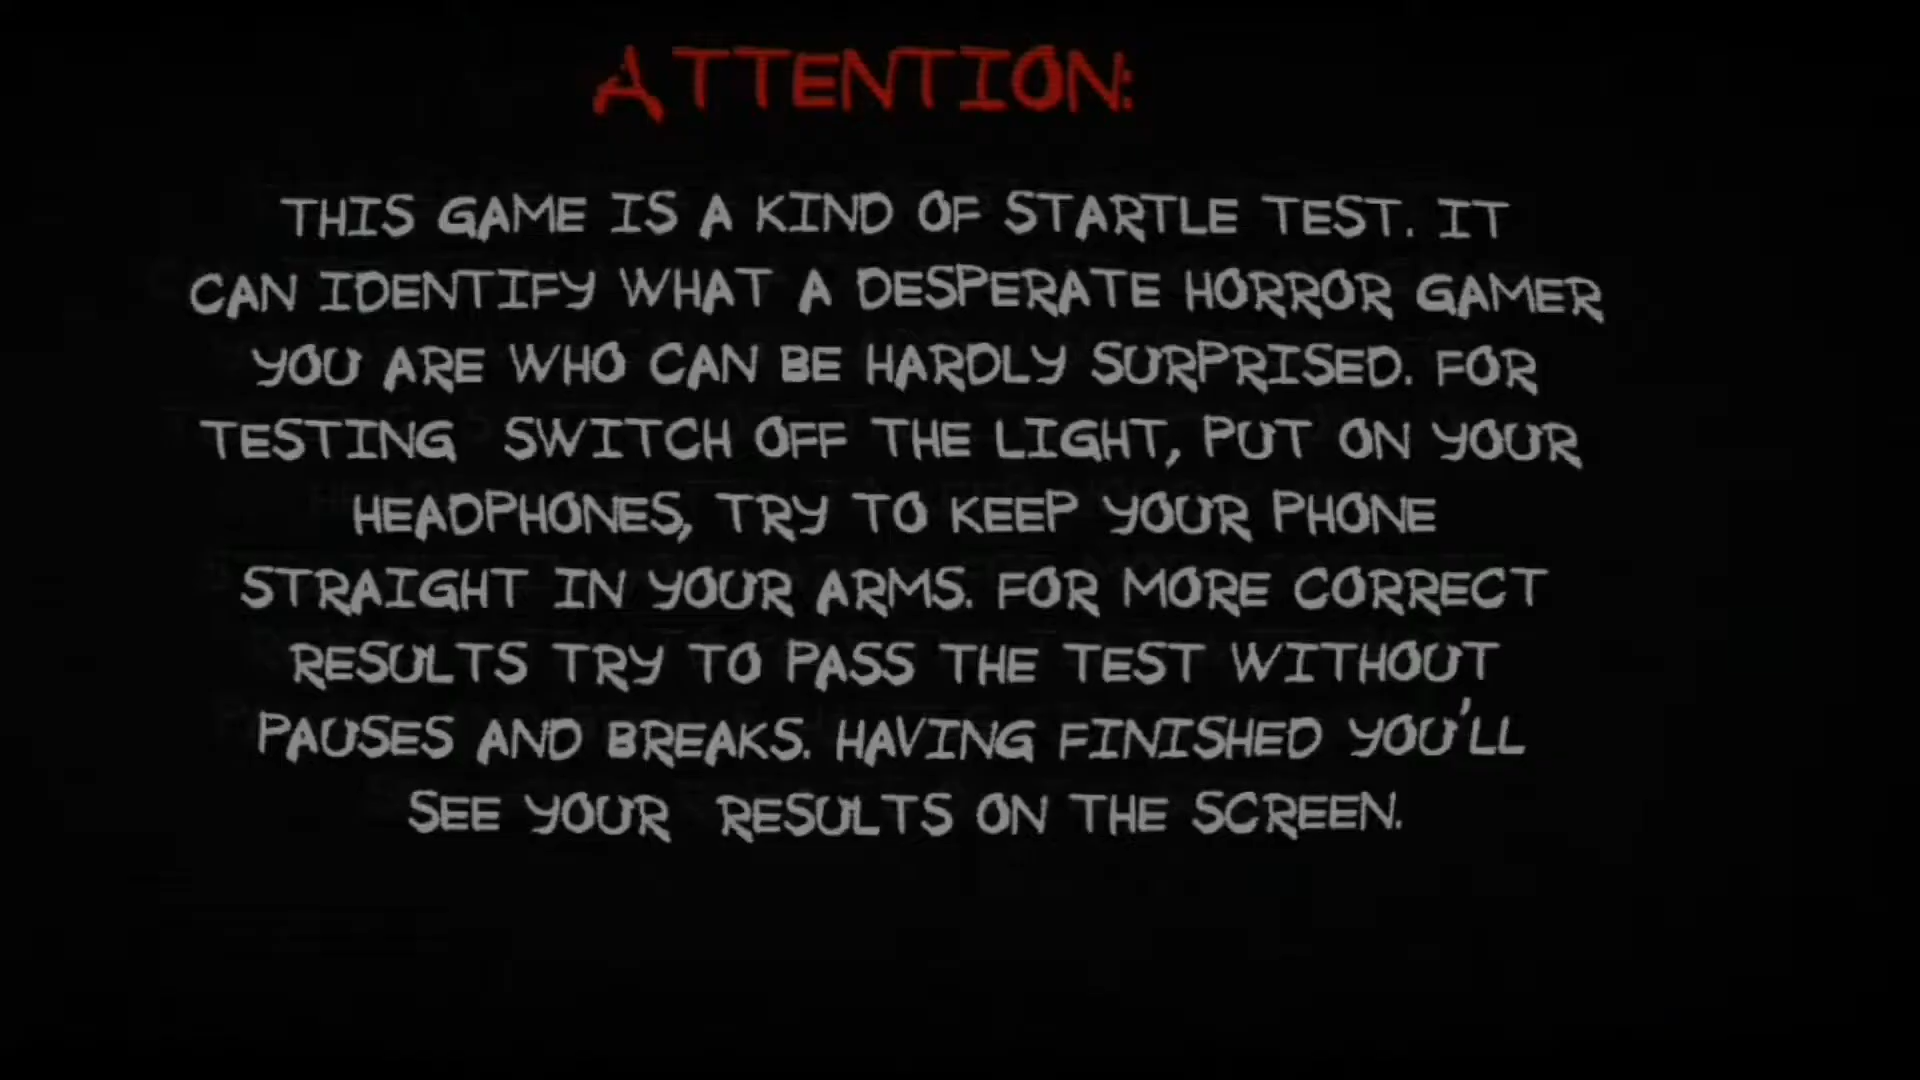 ATTENTION:
THIS GAME IS A KIND OF STARTLE TEST. IT
CAN IDENTIFY WHAT A DESPERATE HORROR GAMER
YOU ARE WHO CAN BE HARDLY SURPRISED. FOR
TESTING SWITCH OFF THE LIGHT, PUT ON YOUR
HEADPHONES, TRY TO KEEP YOUR PHONE
STRAIGHT IN YOUR ARMS. FOR MORE CORRECT
RESULTS TRY TO PASS THE TEST WITHOUT
PAUSES AND BREAKS. HAVING FINISHED YOU'LL
SEE YOUR RESULTS ON THE SCREEN.